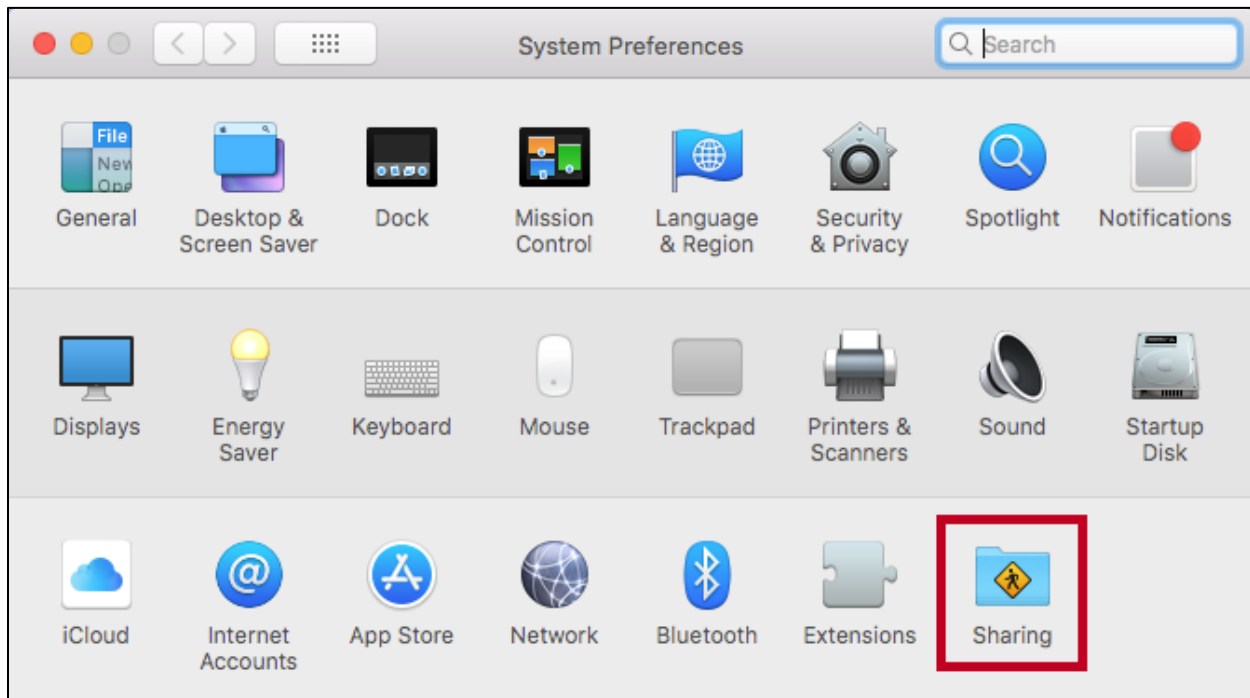 System Preferences
Search
File
New
Ope
General
Desktop &
Screen Saver
Dock
Mission
Control
Language
& Region
Security
& Privacy
Spotlight
Notifications
Displays
Energy
Saver
Keyboard
Mouse
Trackpad
Printers &
Scanners
Sound
Startup
Disk
iCloud
Internet
Accounts
App Store
Network
Bluetooth
Extensions
Sharing